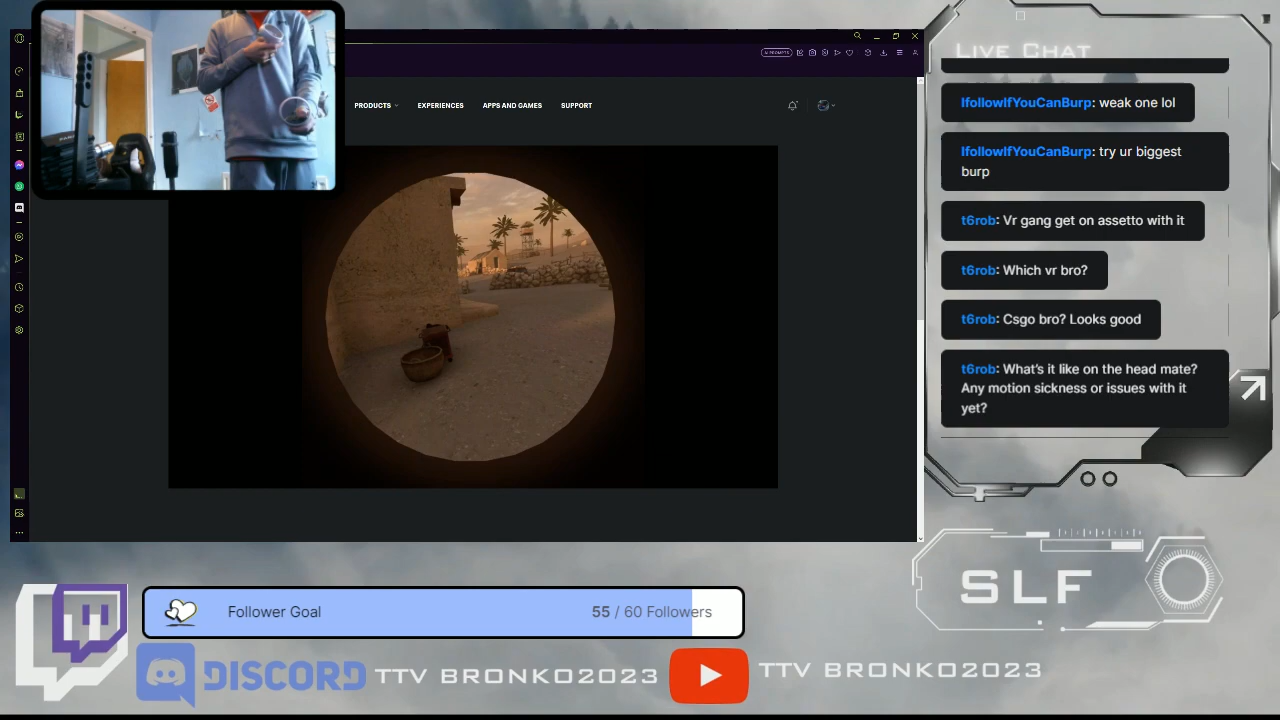 AI PROMPTS
PRODUCTS
EXPERIENCES
APPS AND GAMES
SUPPORT
LIVE CHAT
IfollowIfYouCanBurp: weak one lol
IfollowIfYouCanBurp: try ur biggest
burp
t6rob: Vr gang get on assetto with it
t6rob: Which vr bro?
t6rob: Csgo bro? Looks good
t6rob: What's it like on the head mate?
Any motion sickness or issues with it
yet?
SLF
Follower Goal
55 / 60 Followers
DISCORD
TTV BRONKO2023
TTV BRONKO2023